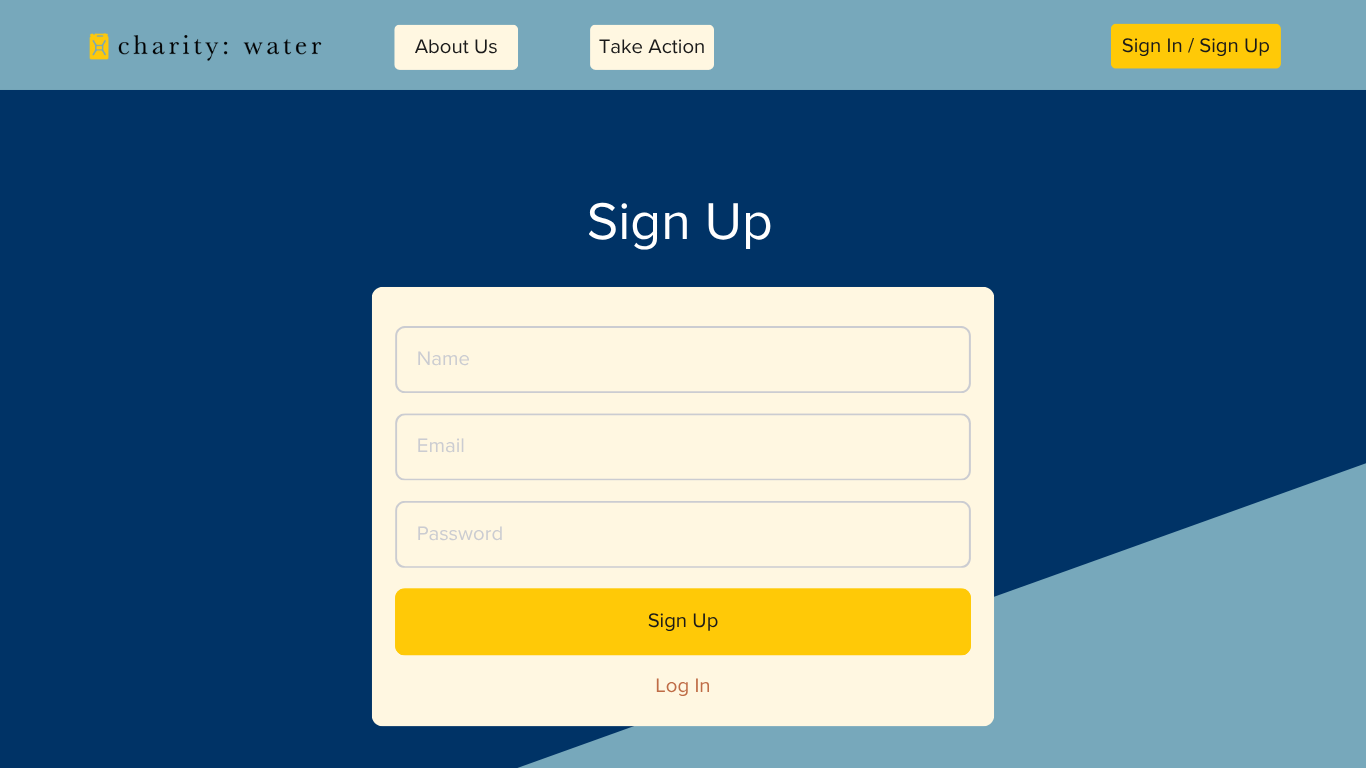 charity: water
About Us
Take Action
Sign In / Sign Up
Sign Up
Name
Email
Password
Sign Up
Log In